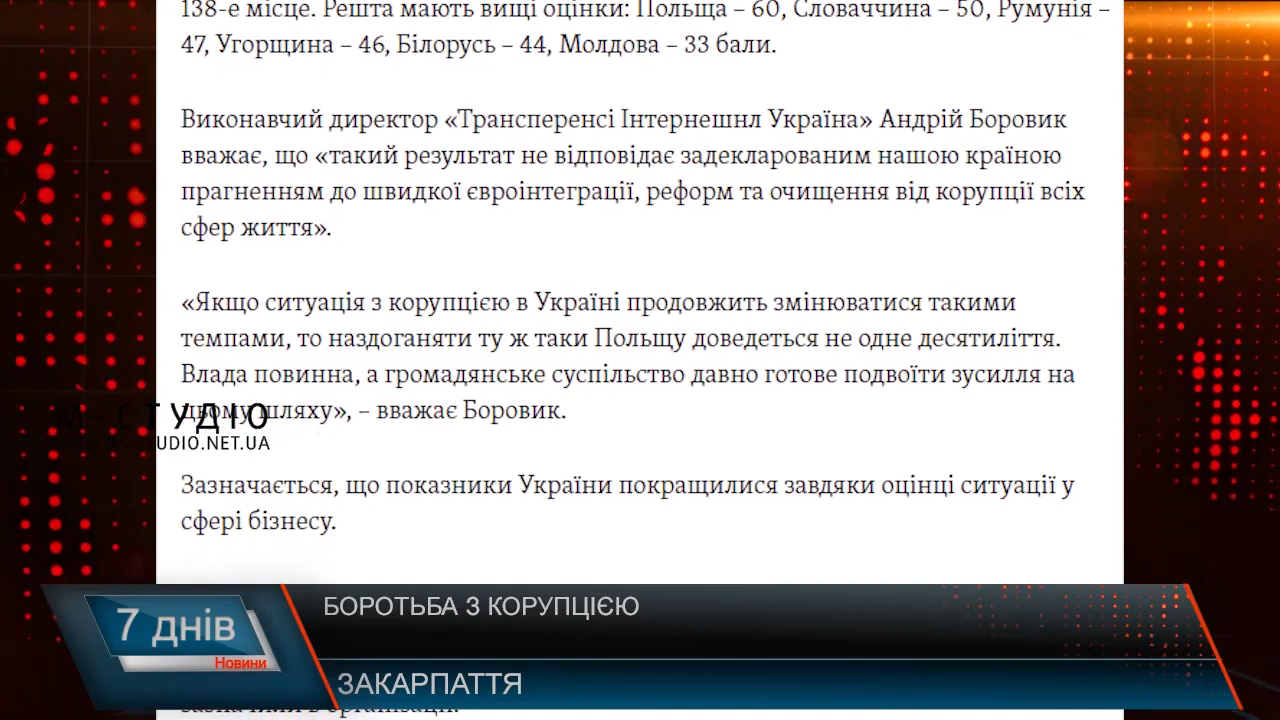 138-е місце. Решта мають вищі оцінки: Польща – 60, Словаччина – 50, Румунія –
47, Угорщина – 46, Білорусь – 44, Молдова – 33 бали.
Виконавчий директор «Трансперенсі Інтернешнл Україна» Андрій Боровик
вважає, що «такий результат не відповідає задекларованим нашою країною
прагненням до швидкої євроінтеграції, реформ та очищення від корупції всіх
сфер життя».
«Якщо ситуація з корупцією в Україні продовжить змінюватися такими
темпами, то наздоганяти ту ж таки Польщу доведеться не одне десятиліття.
Влада повинна, а громадянське суспільство давно готове подвоїти зусилля на
цьому шляху», – вважає Боровик.
М-СТУДІО
STUDIO.NET.UA
Зазначається, що показники України покращилися завдяки оцінці ситуації у
сфері бізнесу.
7 днів
Новини
БОРОТЬБА З КОРУПЦІЄЮ
ЗАКАРПАТТЯ